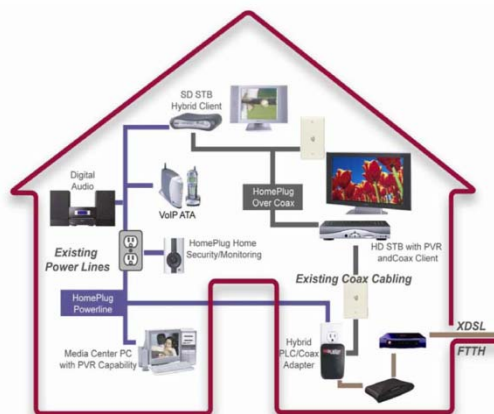 SD STB
Hybrid Client
Digital
Audio
VoIP ATA
HomePlug
Over Coax
Existing
Power Lines
HomePlug Home
Security/Monitoring
HD STB with PVR
andCoax Client
Existing Coax Cabling
HomePlug
Powerline
Media Center PC
with PVR Capability
Hybrid
PLC/Coax
Adapter
XDSL
FTTH